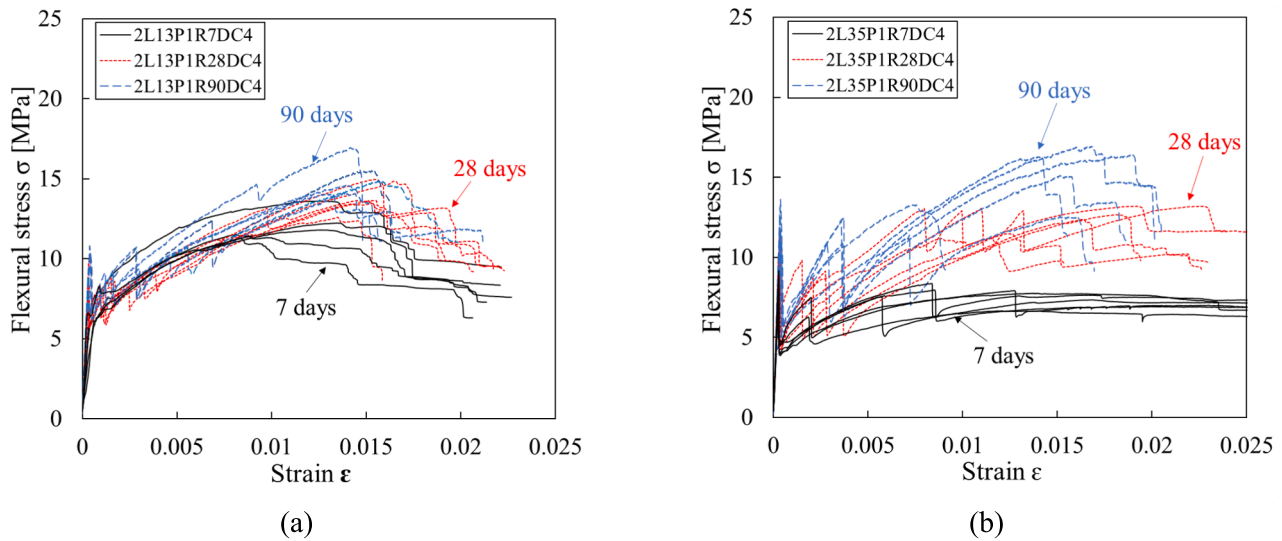 25
20
15
10
5
0
Flexural stress σ [MPa]
2L13P1R7DC4
2L13P1R28DC4
2L13P1R90DC4
90 days
28 days
7 days
0
0.005
0.01
0.015
0.02
0.025
Strain ε
(a)
25
20
15
10
5
0
Flexural stress σ [MPa]
2L35P1R7DC4
2L35P1R28DC4
2L35P1R90DC4
90 days
28 days
7 days
0
0.005
0.01
0.015
0.02
0.025
Strain ε
(b)